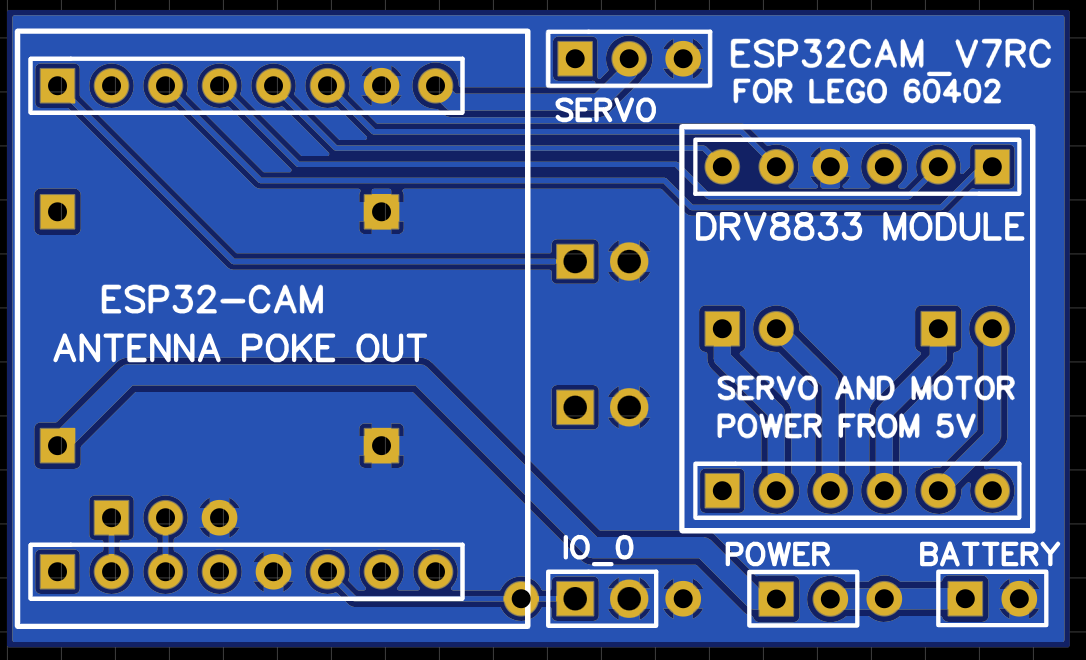 ESP32CAM_V7RC
FOR LEGO 60402
SERVO
DRV8833 MODULE
ESP32-CAM
ANTENNA POKE OUT
SERVO AND MOTOR
POWER FROM 5V
IO_0
POWER
BATTERY